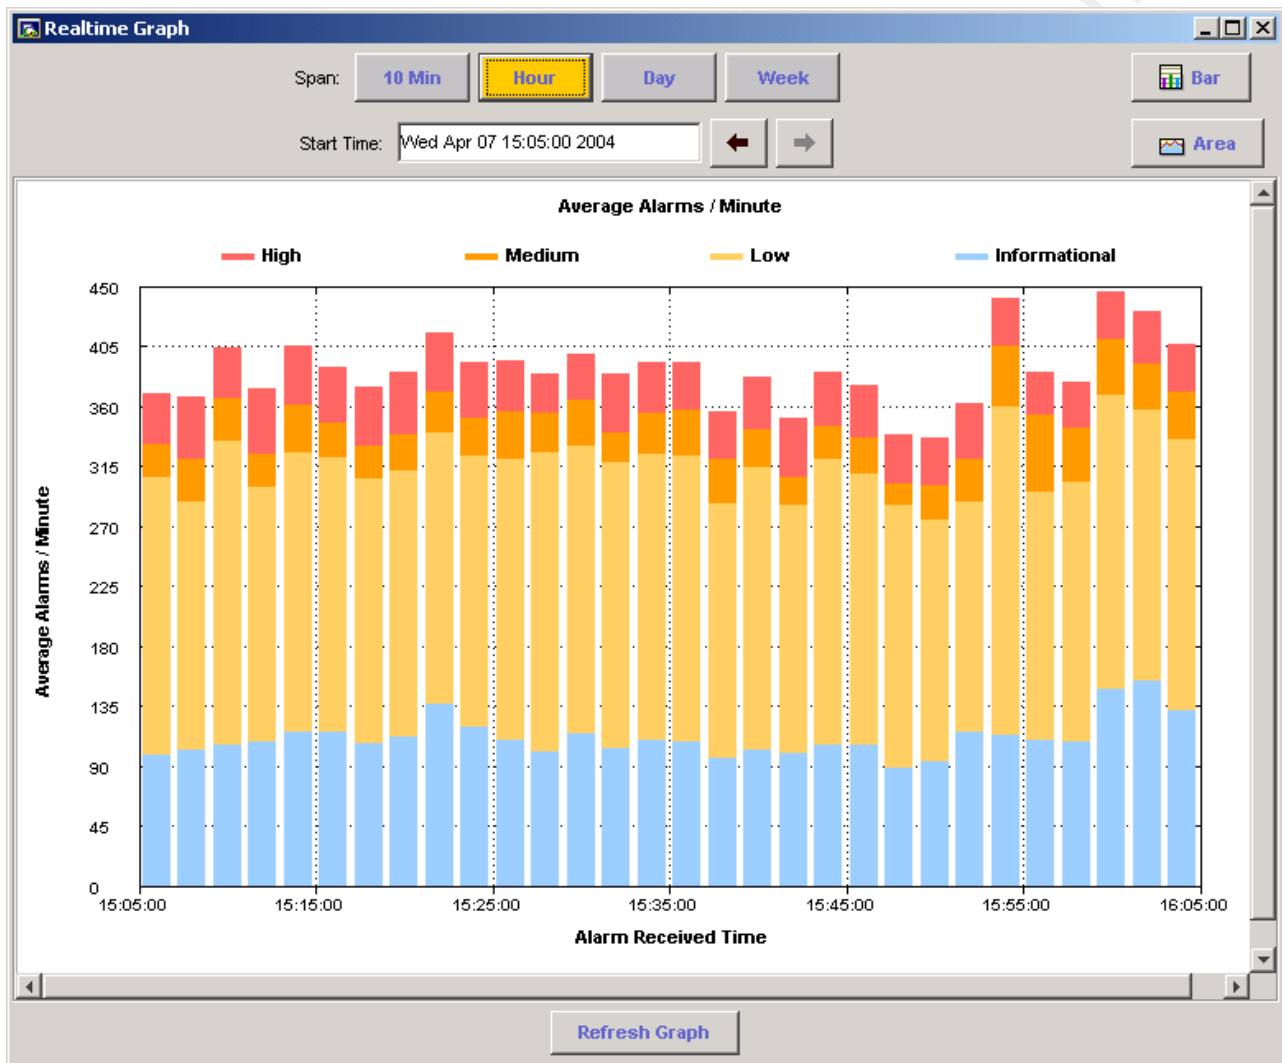 Realtime Graph
Span: 10 Min Hour Day Week Bar
Start Time: Wed Apr 07 15:05:00 2004 Area
Average Alarms / Minute
High Medium Low Informational
450
405
360
315
270
225
180
135
90
45
0
Average Alarms / Minute
15:05:00 15:15:00 15:25:00 15:35:00 15:45:00 15:55:00 16:05:00
Alarm Received Time
Refresh Graph